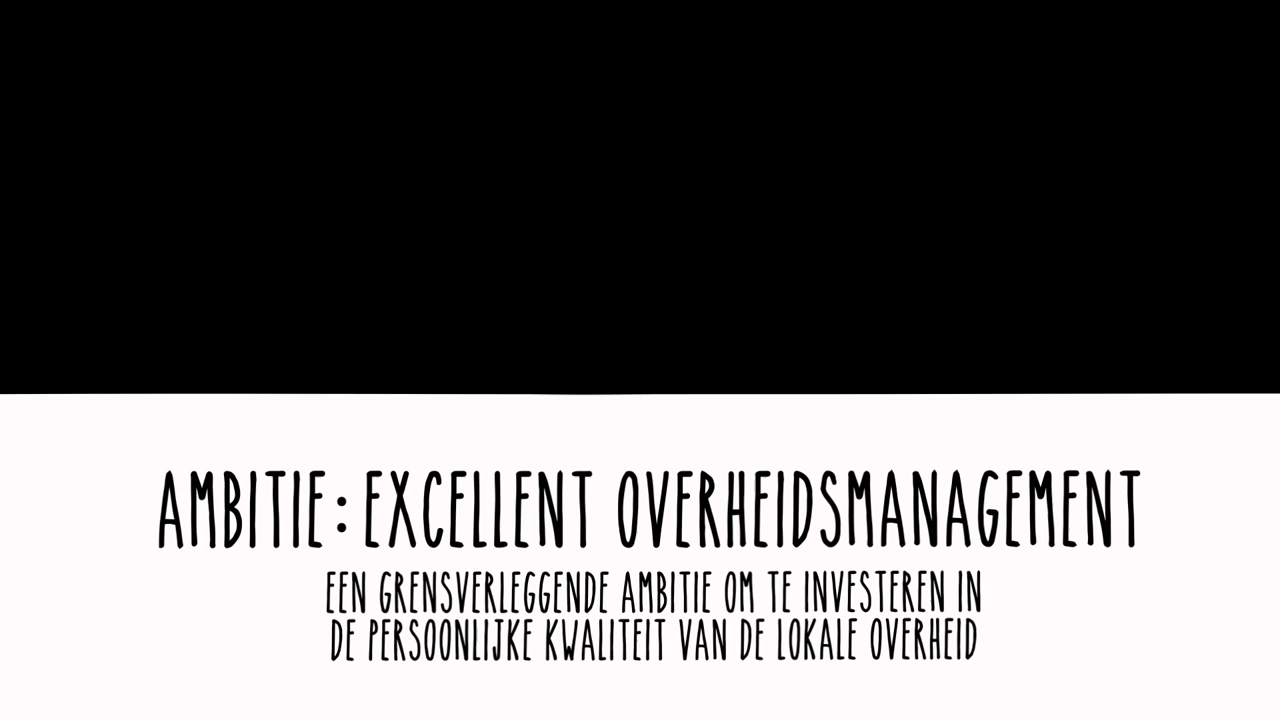 AMBITIE: EXCELLENT OVERHEIDSMANAGEMENT
EEN GRENSVERLEGGENDE AMBITIE OM TE INVESTEREN IN
DE PERSOONLIJKE KWALITEIT VAN DE LOKALE OVERHEID